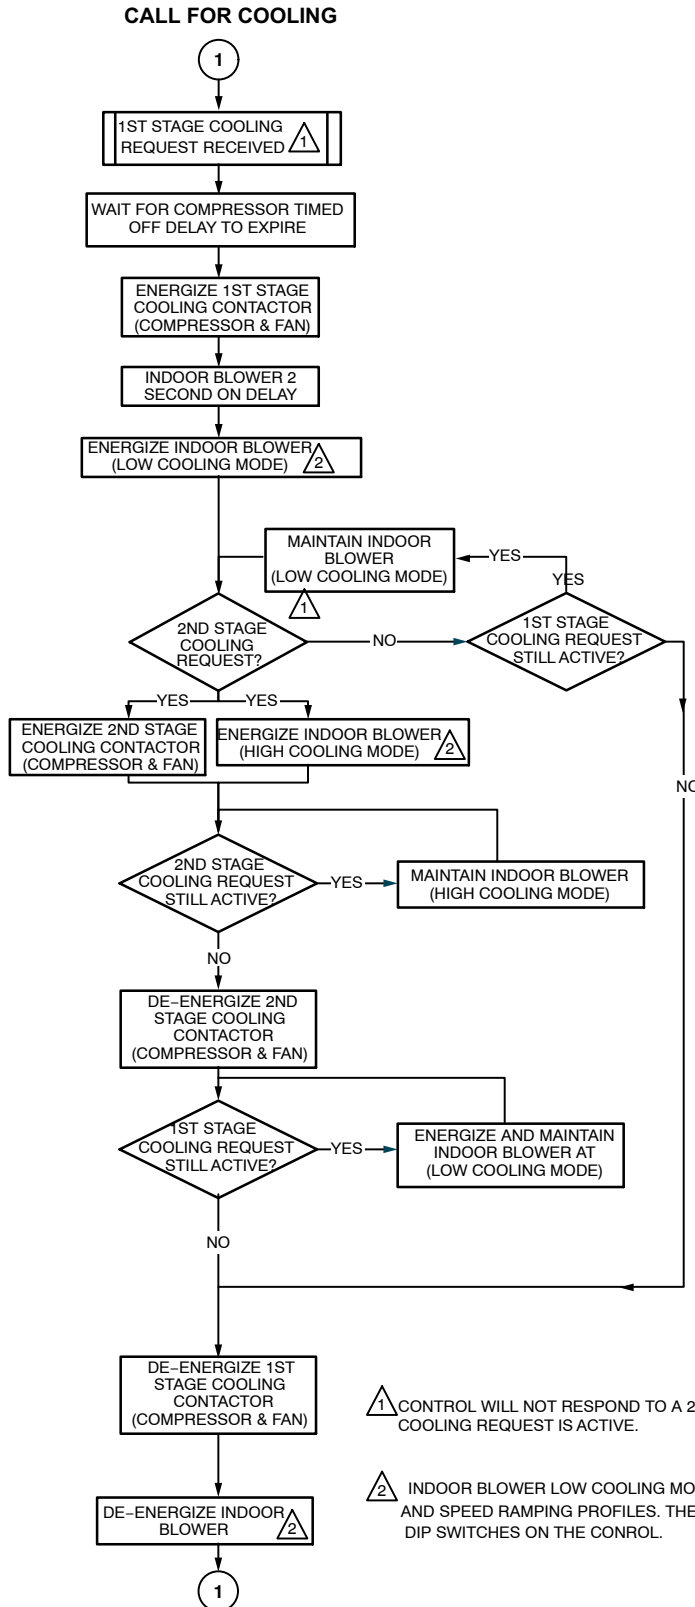 CALL FOR COOLING
1
1ST STAGE COOLING
REQUEST RECEIVED 1
WAIT FOR COMPRESSOR TIMED
OFF DELAY TO EXPIRE
ENERGIZE 1ST STAGE
COOLING CONTACTOR
(COMPRESSOR & FAN)
INDOOR BLOWER 2
SECOND ON DELAY
ENERGIZE INDOOR BLOWER
(LOW COOLING MODE) 2
MAINTAIN INDOOR
BLOWER
(LOW COOLING MODE)
1
YES
YES
2ND STAGE
COOLING
REQUEST?
NO
1ST STAGE
COOLING REQUEST
STILL ACTIVE?
YES
YES
ENERGIZE 2ND STAGE
COOLING CONTACTOR
(COMPRESSOR & FAN)
ENERGIZE INDOOR BLOWER
(HIGH COOLING MODE) 2
NO
2ND STAGE
COOLING REQUEST
STILL ACTIVE?
YES
MAINTAIN INDOOR BLOWER
(HIGH COOLING MODE)
NO
DE−ENERGIZE 2ND
STAGE COOLING
CONTACTOR
(COMPRESSOR & FAN)
1ST STAGE
COOLING REQUEST
STILL ACTIVE?
YES
ENERGIZE AND MAINTAIN
INDOOR BLOWER AT
(LOW COOLING MODE)
NO
DE−ENERGIZE 1ST
STAGE COOLING
CONTACTOR
(COMPRESSOR & FAN)
1 CONTROL WILL NOT RESPOND TO A 2
COOLING REQUEST IS ACTIVE.
DE−ENERGIZE INDOOR
BLOWER 2
2 INDOOR BLOWER LOW COOLING MO
AND SPEED RAMPING PROFILES. THE
DIP SWITCHES ON THE CONROL.
1